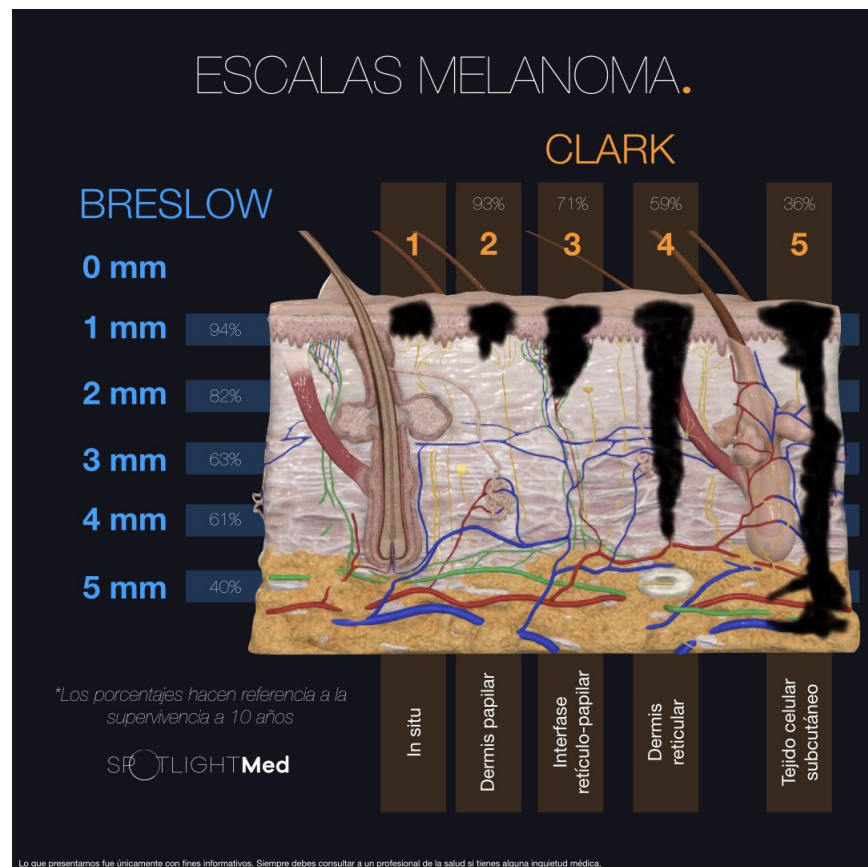 ESCALAS MELANOMA.
CLARK
BRESLOW
93% 71% 59% 36%
1 2 3 4 5
0 mm
1 mm 94%
2 mm 82%
3 mm 63%
4 mm 61%
5 mm 40%
In situ
Dermis papilar
Interfase
retículo-papilar
Dermis
reticular
Tejido celular
subcutáneo
*Los porcentajes hacen referencia a la
supervivencia a 10 años
SPOTLIGHTMed
Lo que presentamos fue únicamente con fines informativos. Siempre debes consultar a un profesional de la salud si tienes alguna inquietud médica.